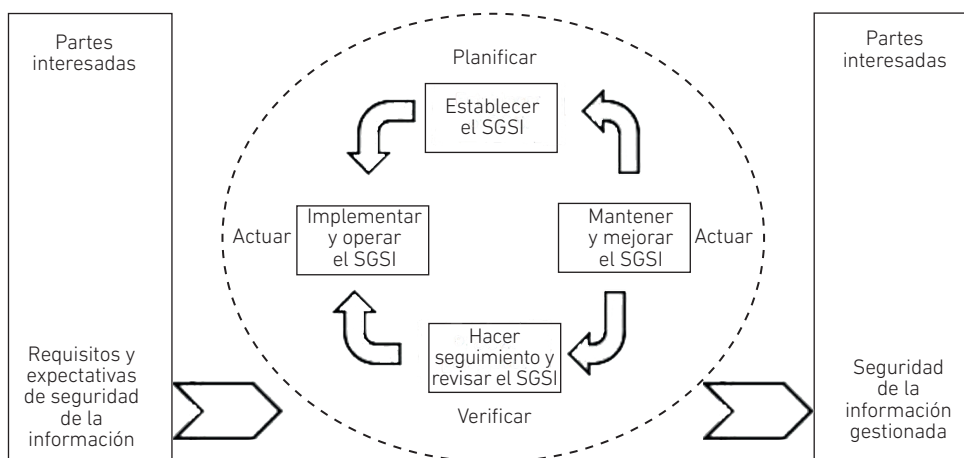 Partes
interesadas
Requisitos y
expectativas
de seguridad
de la
información
Planificar
Establecer
el SGSI
Actuar
Implementar
y operar
el SGSI
Mantener
y mejorar
el SGSI
Actuar
Hacer
seguimiento y
revisar el SGSI
Verificar
Partes
interesadas
Seguridad
de la
información
gestionada